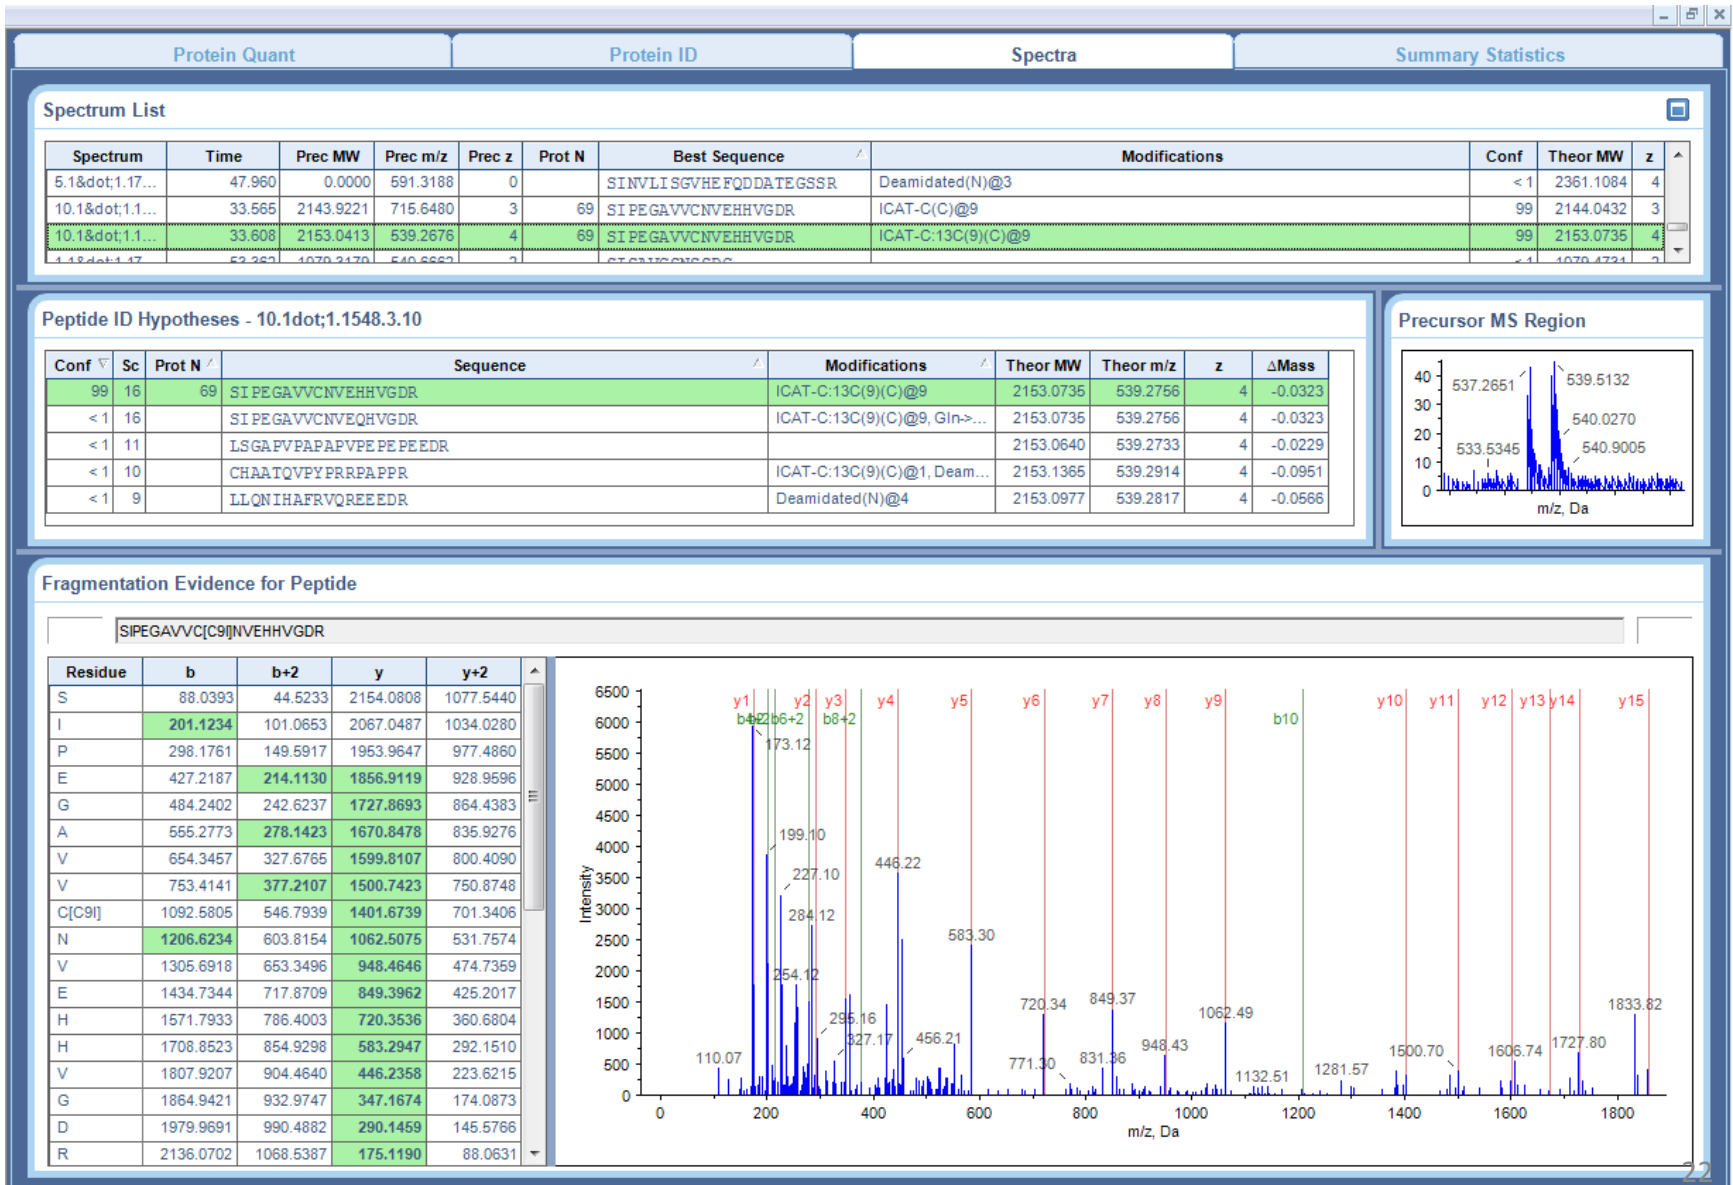 Protein Quant Protein ID Spectra Summary Statistics
Spectrum List
Spectrum Time Prec MW Prec m/z Prec z Prot N Best Sequence Modifications Conf Theor MW z
5.1&dot;1.17... 47.960 0.0000 591.3188 0 SINVLISGVHEFQDDATEGSSR Deamidated(N)@3 < 1 2361.1084 4
10.1&dot;1.1... 33.565 2143.9221 715.6480 3 69 SIPEGAVVCNVEHHVGDR ICAT-C(C)@9 99 2144.0432 3
10.1&dot;1.1... 33.608 2153.0413 539.2676 4 69 SIPEGAVVCNVEHHVGDR ICAT-C:13C(9)(C)@9 99 2153.0735 4
Peptide ID Hypotheses - 10.1dot;1.1548.3.10
Conf Sc Prot N Sequence Modifications Theor MW Theor m/z z ΔMass
99 16 69 SIPEGAVVCNVEHHVGDR ICAT-C:13C(9)(C)@9 2153.0735 539.2756 4 -0.0323
< 1 16 SIPEGAVVCNVEQHVGDR ICAT-C:13C(9)(C)@9, Gln->... 2153.0735 539.2756 4 -0.0323
< 1 11 LSGAPVPAPAPVPEPEPEEDR 2153.0640 539.2733 4 -0.0229
< 1 10 CHAATQVPYPRRPAPPR ICAT-C:13C(9)(C)@1, Deam... 2153.1365 539.2914 4 -0.0951
< 1 9 LLQNIHAFRVQREEEDR Deamidated(N)@4 2153.0977 539.2817 4 -0.0566
Precursor MS Region
40 537.2651 539.5132
30
20 540.0270
533.5345 540.9005
10
0
m/z, Da
Fragmentation Evidence for Peptide
SIPEGAVVC[C9I]NVEHHVGDR
Residue b b+2 y y+2
S 88.0393 44.5233 2154.0808 1077.5440
I 201.1234 101.0653 2067.0487 1034.0280
P 298.1761 149.5917 1953.9647 977.4860
E 427.2187 214.1130 1856.9119 928.9596
G 484.2402 242.6237 1727.8693 864.4383
A 555.2773 278.1423 1670.8478 835.9276
V 654.3457 327.6765 1599.8107 800.4090
V 753.4141 377.2107 1500.7423 750.8748
C[C9I] 1092.5805 546.7939 1401.6739 701.3406
N 1206.6234 603.8154 1062.5075 531.7574
V 1305.6918 653.3496 948.4646 474.7359
E 1434.7344 717.8709 849.3962 425.2017
H 1571.7933 786.4003 720.3536 360.6804
H 1708.8523 854.9298 583.2947 292.1510
V 1807.9207 904.4640 446.2358 223.6215
G 1864.9421 932.9747 347.1674 174.0873
D 1979.9691 990.4882 290.1459 145.5766
R 2136.0702 1068.5387 175.1190 88.0631
6500 y1 y2 y3 y4 y5 y6 y7 y8 y9 y10 y11 y12 y13 y14 y15
6000 b6+2 b8+2 b10
173.12
5500
5000
4500
199.10
4000
446.22
227.10
3500
284.12
3000
583.30
2500
254.12
2000
720.34 849.37 1833.82
1500
295.16 1062.49
1000
327.17 456.21 948.43 1500.70 1606.74 1727.80
110.07 771.30 831.36 1132.51 1281.57
500
0
Intensity
0 200 400 600 800 1000 1200 1400 1600 1800
m/z, Da
22